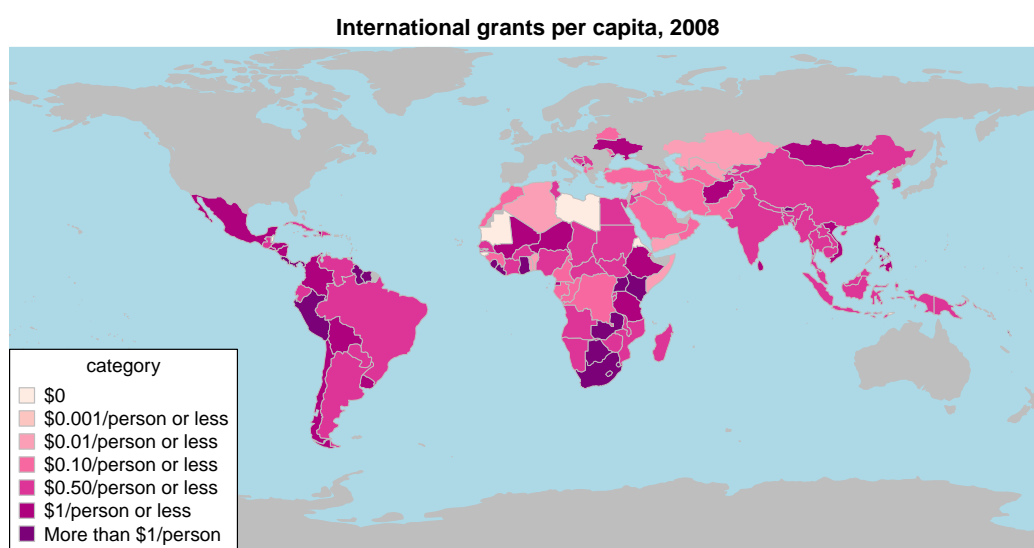 International grants per capita, 2008
category
$0
$0.001/person or less
$0.01/person or less
$0.10/person or less
$0.50/person or less
$1/person or less
More than $1/person